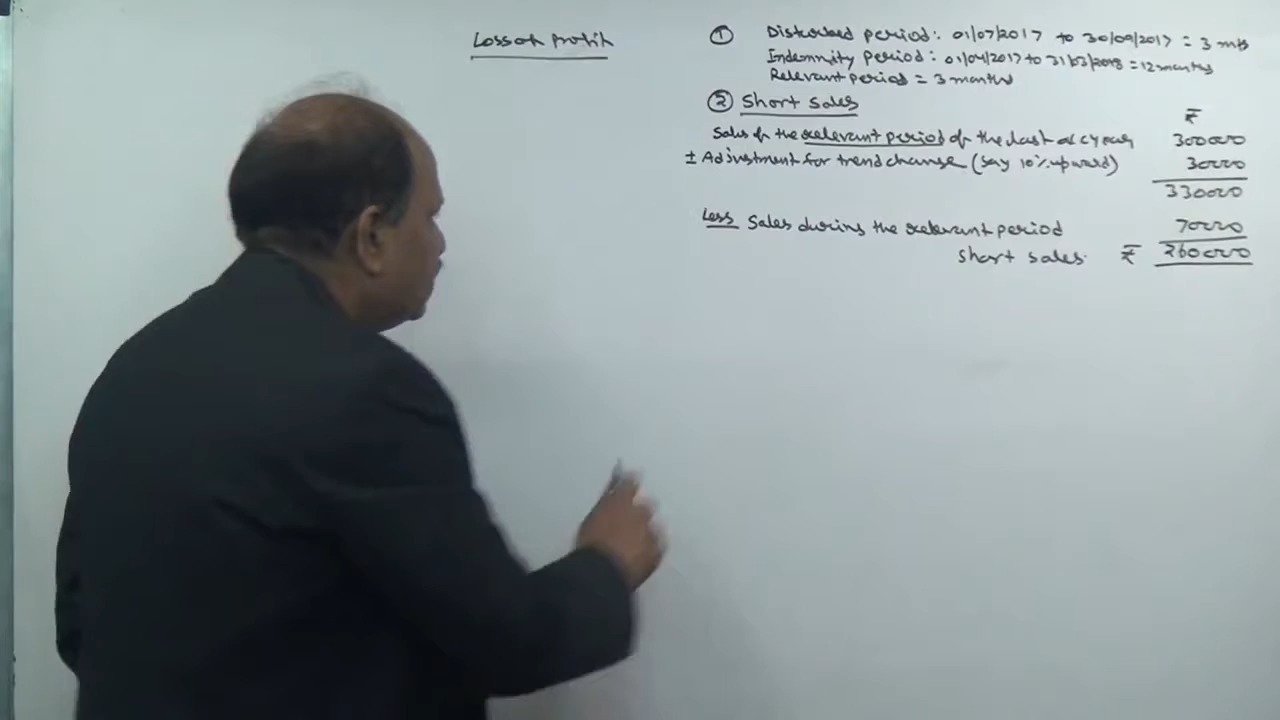 Loss of Profit
① Disturbed period: 01/07/2017 to 30/09/2017 = 3 mts
Indemnity period: 01/04/2017 to 31/03/2018 = 12 months
Relevant period = 3 months
② Short Sales
₹
Sales of the relevant period of the last a/c year 300000
± Adjustment for trend change (Say 10% upward) 30000
330000
Less Sales during the relevant period 70000
Short Sales ₹ 260000